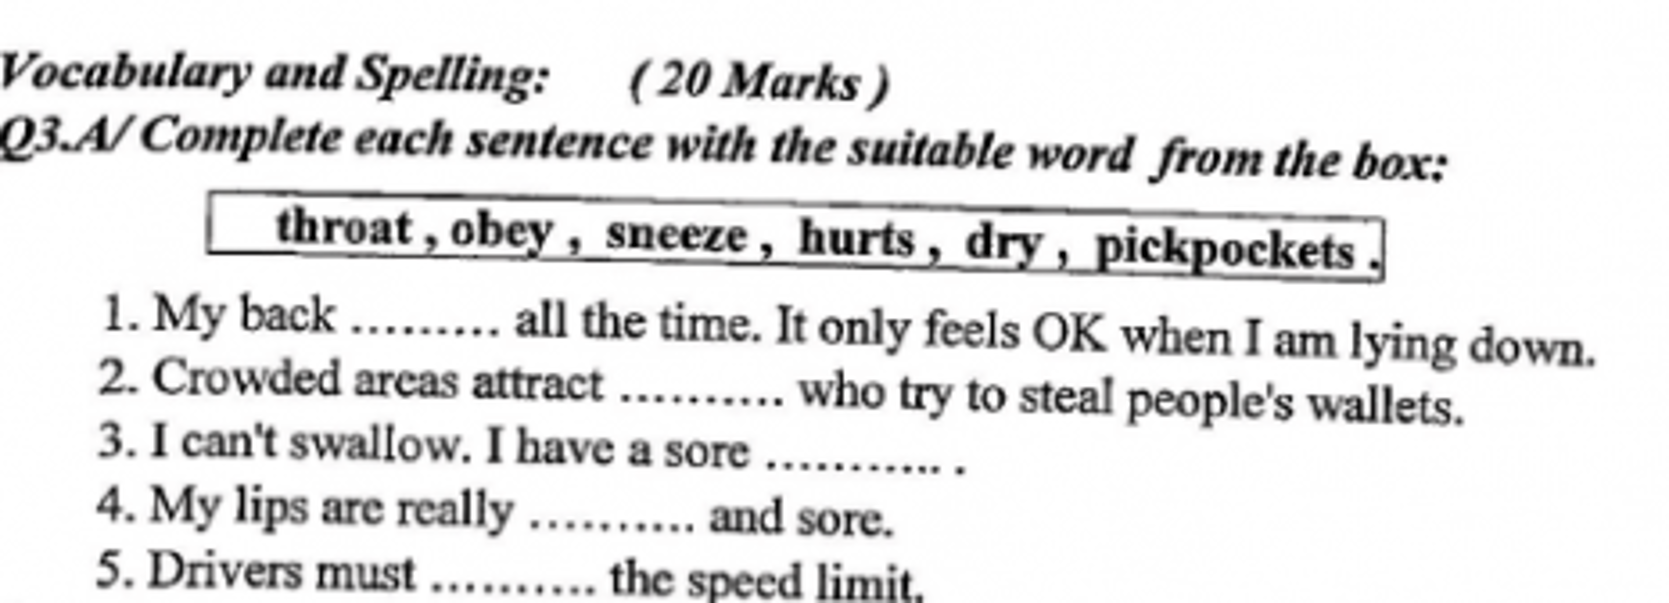 Vocabulary and Spelling: ( 20 Marks )
Q3.A/ Complete each sentence with the suitable word from the box:
throat , obey , sneeze , hurts , dry , pickpockets .
1. My back ......... all the time. It only feels OK when I am lying down.
2. Crowded areas attract .......... who try to steal people's wallets.
3. I can't swallow. I have a sore ........... .
4. My lips are really .......... and sore.
5. Drivers must .......... the speed limit.